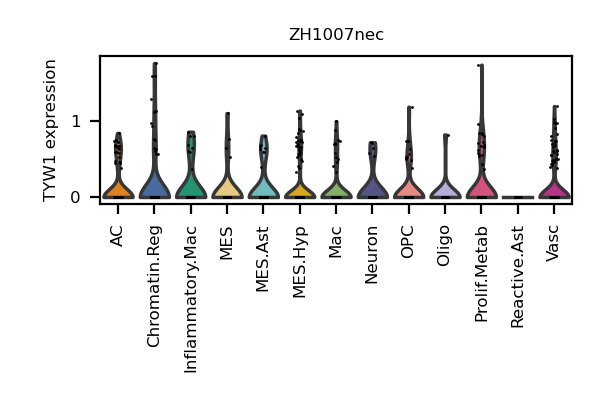 ZH1007nec
TYW1 expression
1
0
AC
Chromatin.Reg
Inflammatory.Mac
MES
MES.Ast
MES.Hyp
Mac
Neuron
OPC
Oligo
Prolif.Metab
Reactive.Ast
Vasc